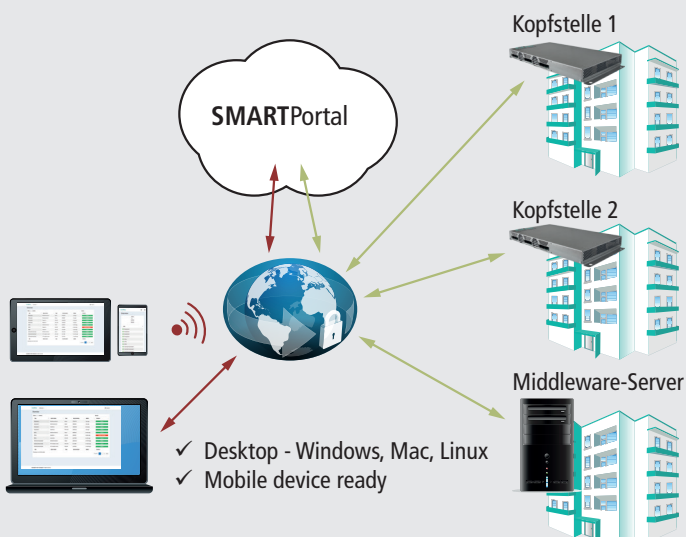 Kopfstelle 1
SMARTPortal
Kopfstelle 2
Middleware-Server
✓ Desktop - Windows, Mac, Linux
✓ Mobile device ready